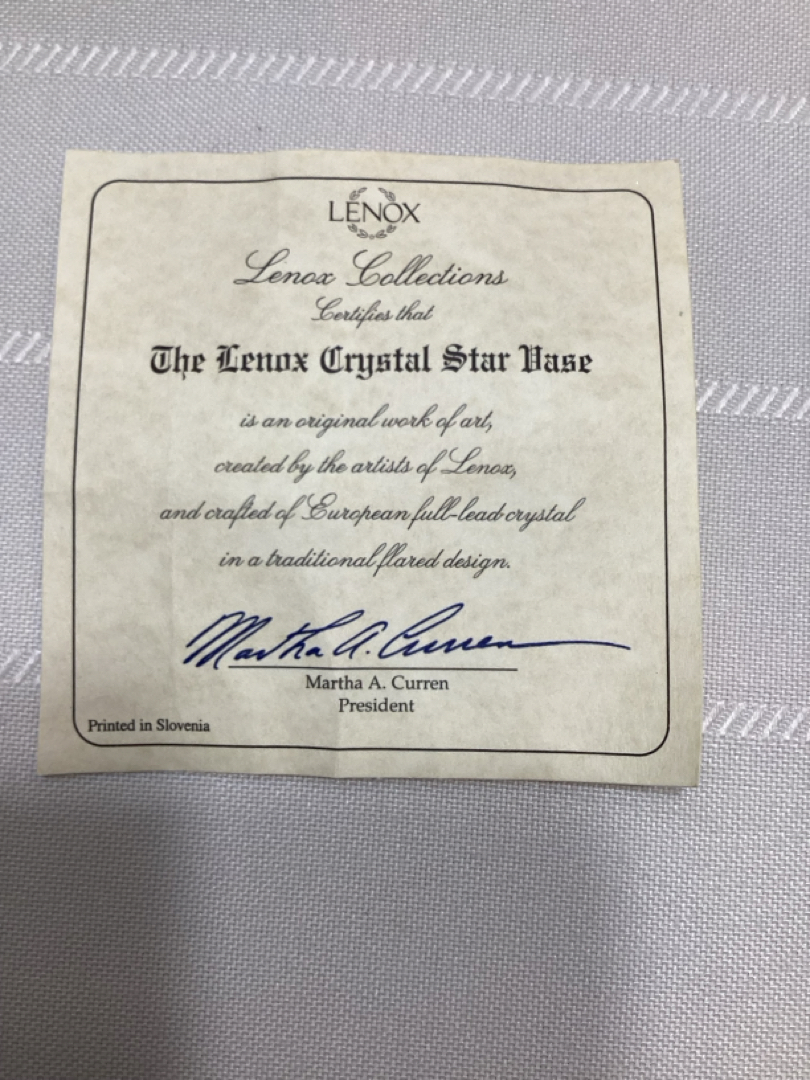 LENOX
Lenox Collections
Certifies that
The Lenox Crystal Star Vase
is an original work of art,
created by the artists of Lenox,
and crafted of European full-lead crystal
in a traditional flared design.
Martha A. Curren
Martha A. Curren
President
Printed in Slovenia